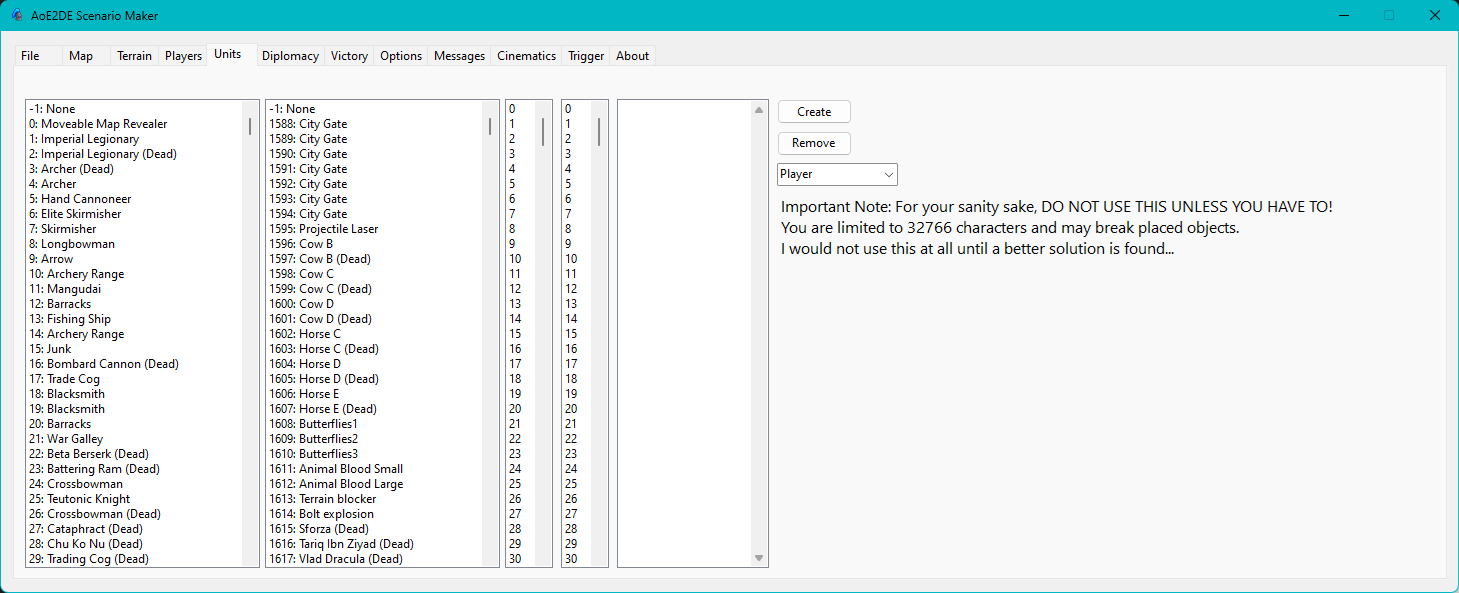 AoE2DE Scenario Maker
File Map Terrain Players Units Diplomacy Victory Options Messages Cinematics Trigger About
-1: None
0: Moveable Map Revealer
1: Imperial Legionary
2: Imperial Legionary (Dead)
3: Archer (Dead)
4: Archer
5: Hand Cannoneer
6: Elite Skirmisher
7: Skirmisher
8: Longbowman
9: Arrow
10: Archery Range
11: Mangudai
12: Barracks
13: Fishing Ship
14: Archery Range
15: Junk
16: Bombard Cannon (Dead)
17: Trade Cog
18: Blacksmith
19: Blacksmith
20: Barracks
21: War Galley
22: Beta Berserk (Dead)
23: Battering Ram (Dead)
24: Crossbowman
25: Teutonic Knight
26: Crossbowman (Dead)
27: Cataphract (Dead)
28: Chu Ko Nu (Dead)
29: Trading Cog (Dead)
-1: None
1588: City Gate
1589: City Gate
1590: City Gate
1591: City Gate
1592: City Gate
1593: City Gate
1594: City Gate
1595: Projectile Laser
1596: Cow B
1597: Cow B (Dead)
1598: Cow C
1599: Cow C (Dead)
1600: Cow D
1601: Cow D (Dead)
1602: Horse C
1603: Horse C (Dead)
1604: Horse D
1605: Horse D (Dead)
1606: Horse E
1607: Horse E (Dead)
1608: Butterflies1
1609: Butterflies2
1610: Butterflies3
1611: Animal Blood Small
1612: Animal Blood Large
1613: Terrain blocker
1614: Bolt explosion
1615: Sforza (Dead)
1616: Tariq Ibn Ziyad (Dead)
1617: Vlad Dracula (Dead)
0
1
2
3
4
5
6
7
8
9
10
11
12
13
14
15
16
17
18
19
20
21
22
23
24
25
26
27
28
29
30
0
1
2
3
4
5
6
7
8
9
10
11
12
13
14
15
16
17
18
19
20
21
22
23
24
25
26
27
28
29
30
Create
Remove
Player
Important Note: For your sanity sake, DO NOT USE THIS UNLESS YOU HAVE TO!
You are limited to 32766 characters and may break placed objects.
I would not use this at all until a better solution is found...